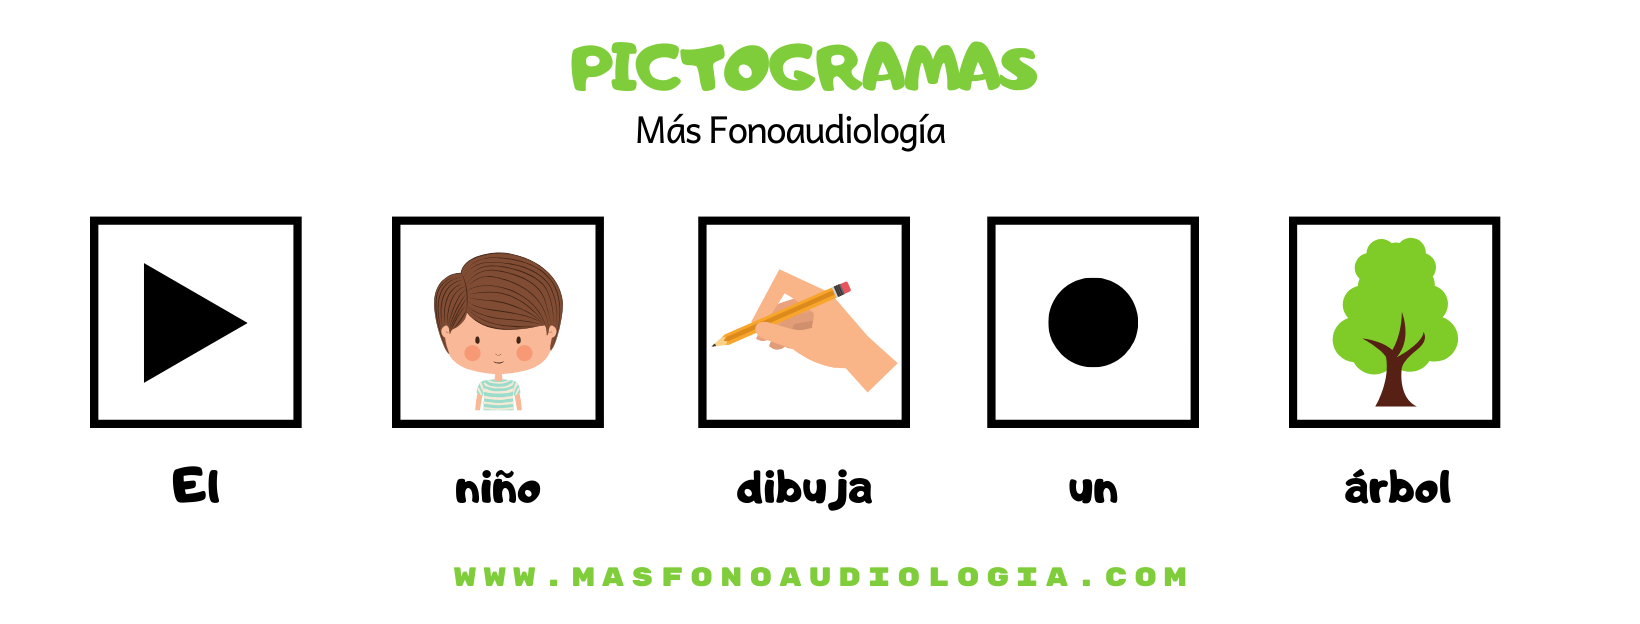 PICTOGRAMAS
Más Fonoaudiología
El niño dibuja un árbol
WWW.MASFONOAUDIOLOGIA.COM